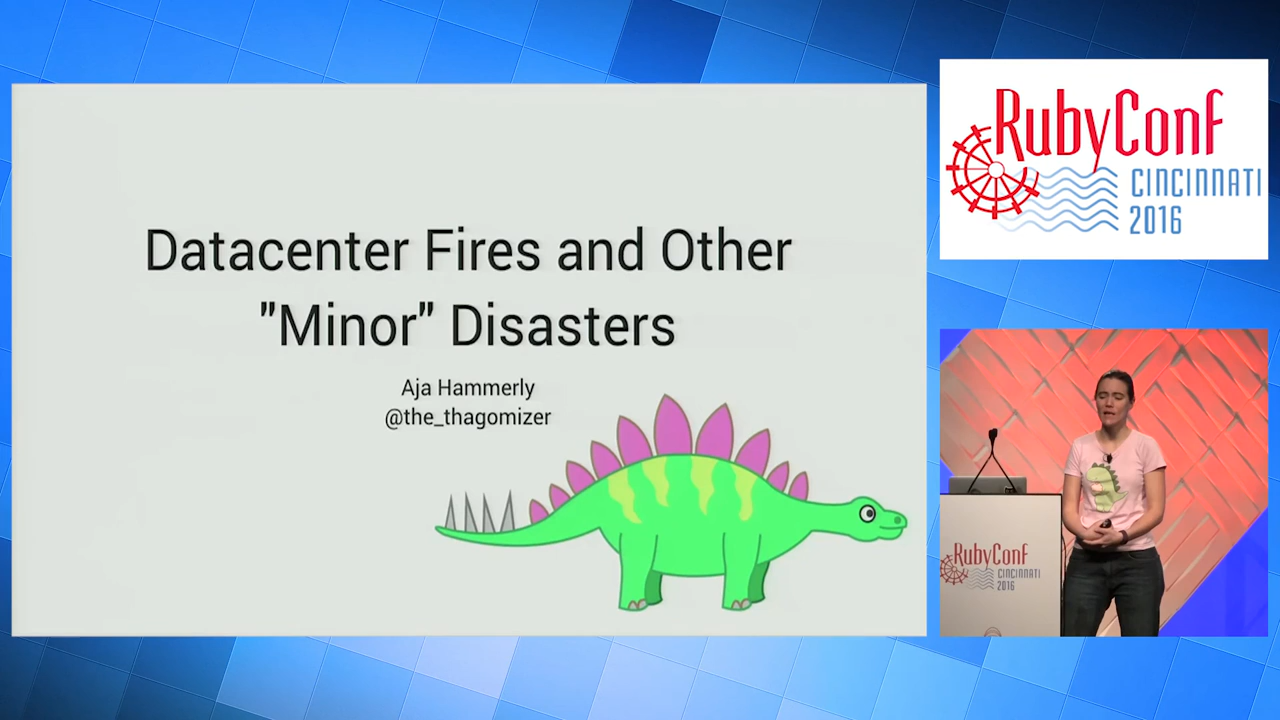 Datacenter Fires and Other
"Minor" Disasters
Aja Hammerly
@the_thagomizer
RubyConf
CINCINNATI
2016
RubyConf
CINCINNATI
2016